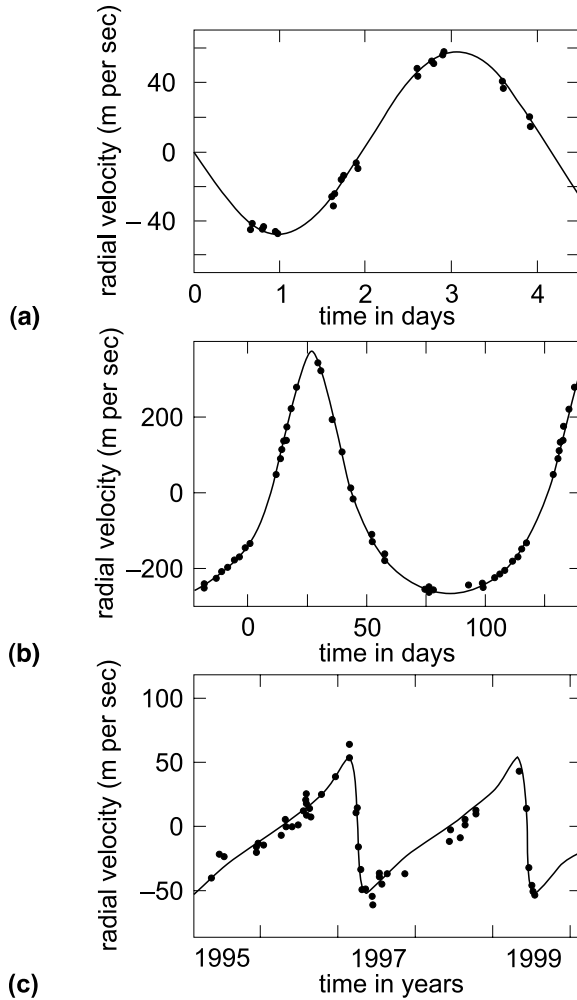 radial velocity (m per sec)
40
0
– 40
0 1 2 3 4
(a)
time in days
radial velocity (m per sec)
200
0
–200
0 50 100
(b)
time in days
radial velocity (m per sec)
100
50
0
–50
1995 1997 1999
(c)
time in years